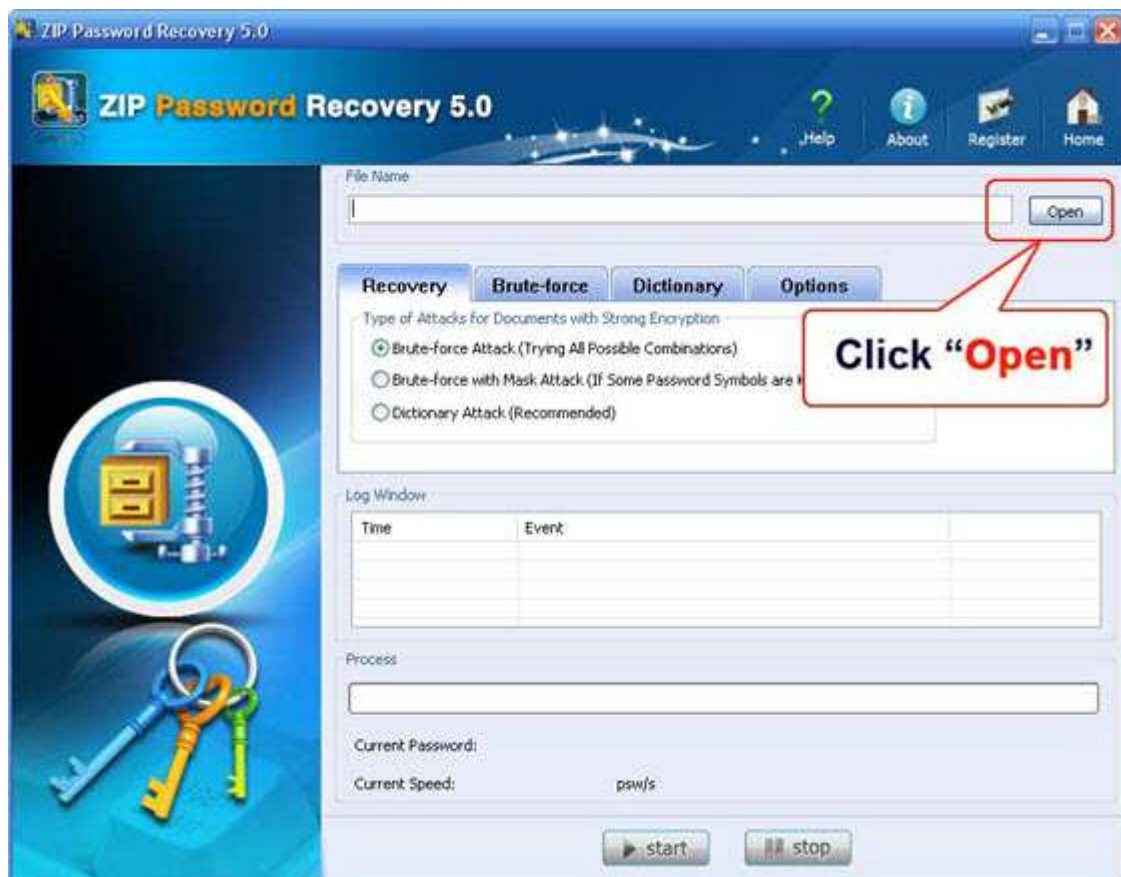 ZIP Password Recovery 5.0
ZIP Password Recovery 5.0
Help
About
Register
Home
File Name
Open
Recovery
Brute-force
Dictionary
Options
Type of Attacks for Documents with Strong Encryption
Brute-force Attack (Trying All Possible Combinations)
Brute-force with Mask Attack (If Some Password Symbols are
Dictionary Attack (Recommended)
Click “Open”
Log Window
Time
Event
Process
Current Password:
Current Speed:
psw/s
start
stop